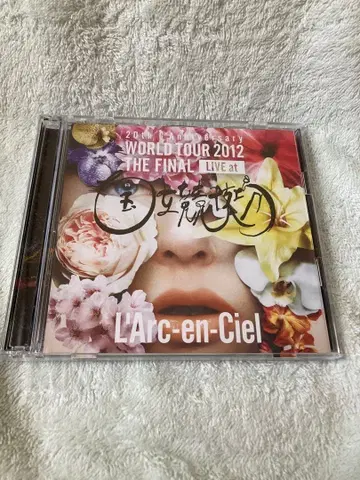 20th L'Anniversary
WORLD TOUR 2012
THE FINAL LIVE at
国立競技場
L'Arc-en-Ciel